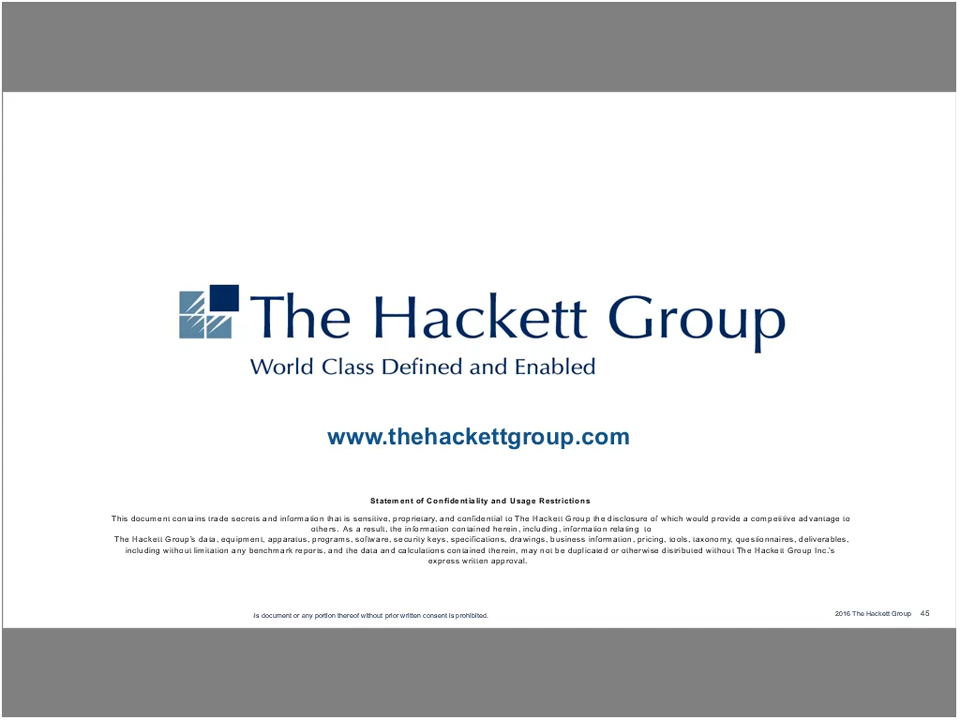 The Hackett Group
World Class Defined and Enabled
www.thehackettgroup.com
Statement of Confidentiality and Usage Restrictions
This document contains trade secrets and information that is sensitive, proprietary, and confidential to The Hackett Group the disclosure of which would provide a competitive advantage to
others. As a result, the information contained herein, including, information relating to
The Hackett Group's data, equipment, apparatus, programs, software, security keys, specifications, drawings, business information, pricing, tools, taxonomy, questionnaires, deliverables,
including without limitation any benchmark reports, and the data and calculations contained therein, may not be duplicated or otherwise distributed without The Hackett Group Inc.'s
express written approval.
is document or any portion thereof without prior written consent is prohibited.
2016 The Hackett Group 45